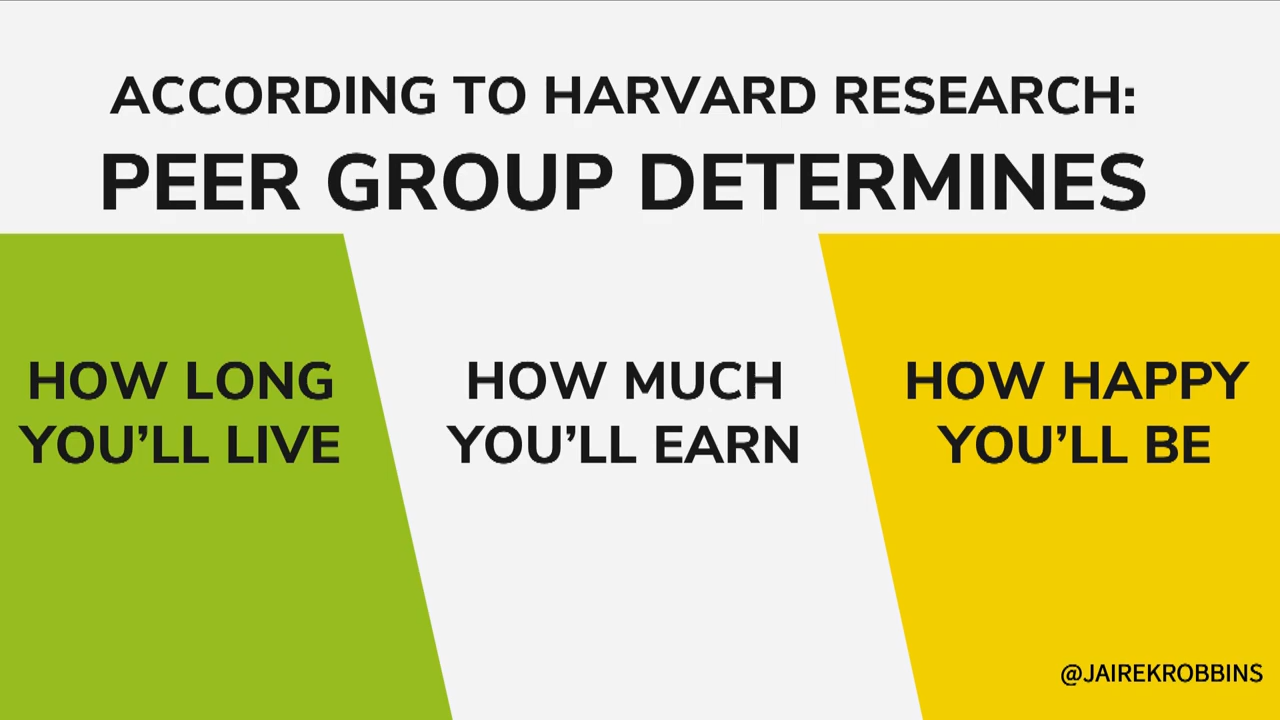 ACCORDING TO HARVARD RESEARCH:
PEER GROUP DETERMINES
HOW LONG
YOU’LL LIVE
HOW MUCH
YOU’LL EARN
HOW HAPPY
YOU’LL BE
@JAIREKROBBINS